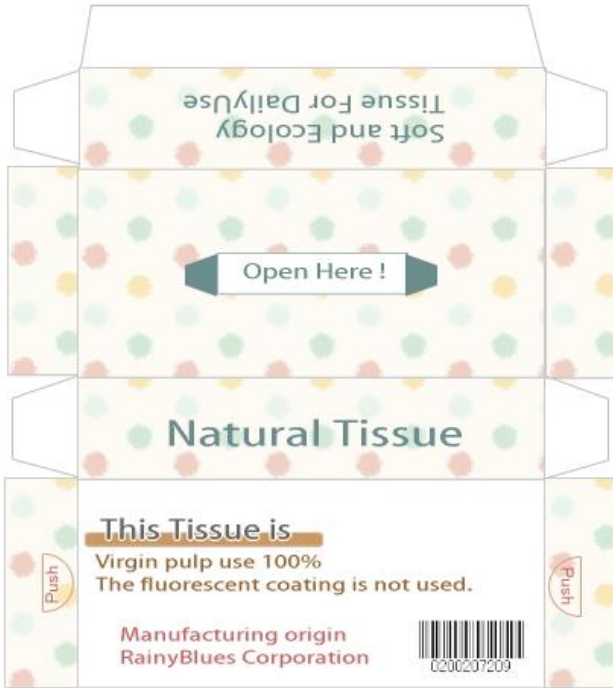 Soft and Ecology
Tissue For DailyUse
Open Here !
Natural Tissue
This Tissue is
Virgin pulp use 100%
The fluorescent coating is not used.
Push
Push
Manufacturing origin
RainyBlues Corporation
0200207209